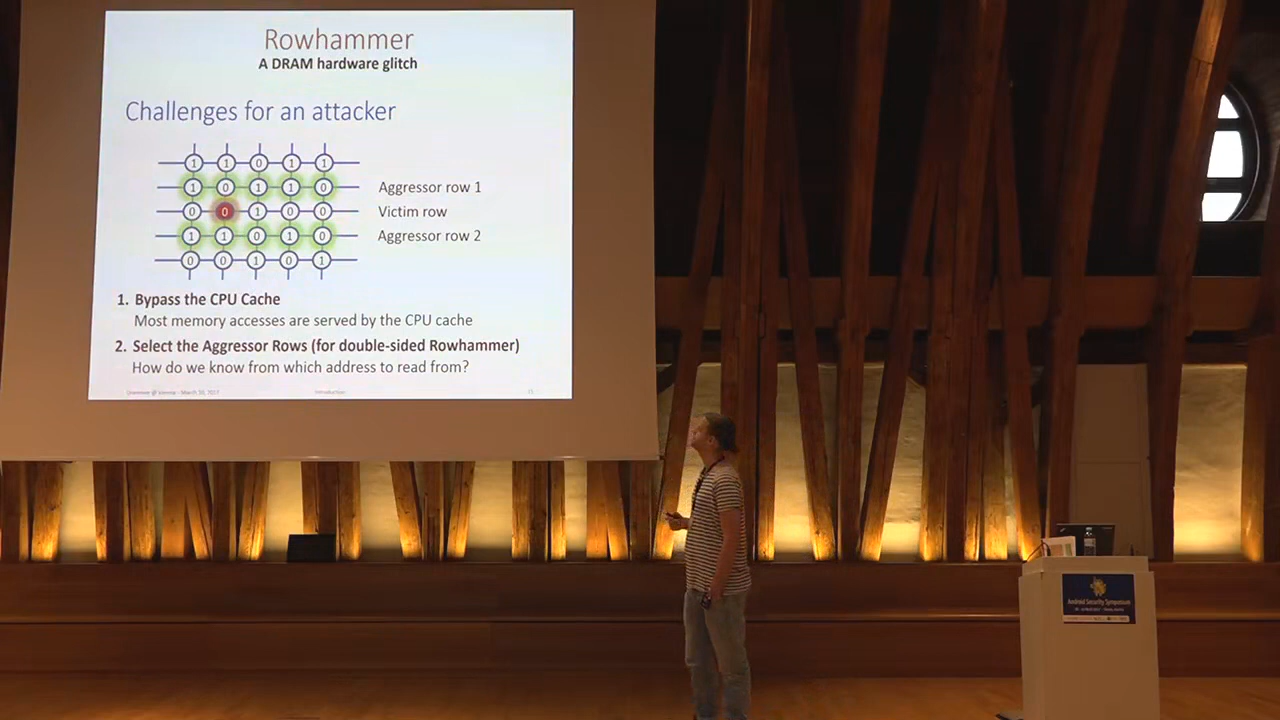 Rowhammer
A DRAM hardware glitch
Challenges for an attacker
1 1 0 1 1
1 0 1 1 0 Aggressor row 1
0 0 1 0 0 Victim row
1 1 0 1 0 Aggressor row 2
0 0 1 0 1
1. Bypass the CPU Cache
Most memory accesses are served by the CPU cache
2. Select the Aggressor Rows (for double-sided Rowhammer)
How do we know from which address to read from?
Introduction
Android Security Symposium